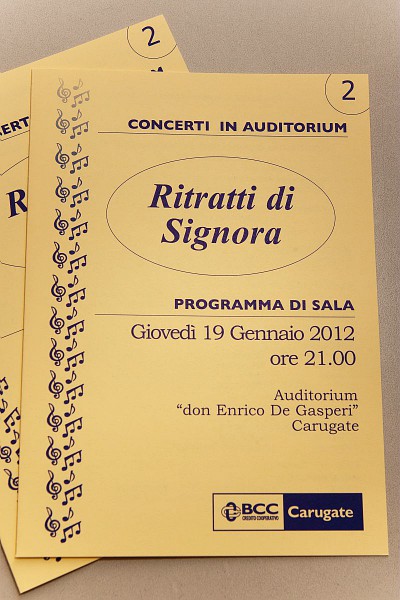 2
2
CONCERTI IN AUDITORIUM
Ritratti di
Signora
PROGRAMMA DI SALA
Giovedì 19 Gennaio 2012
ore 21.00
Auditorium
“don Enrico De Gasperi”
Carugate
BCC
CREDITO COOPERATIVO
Carugate